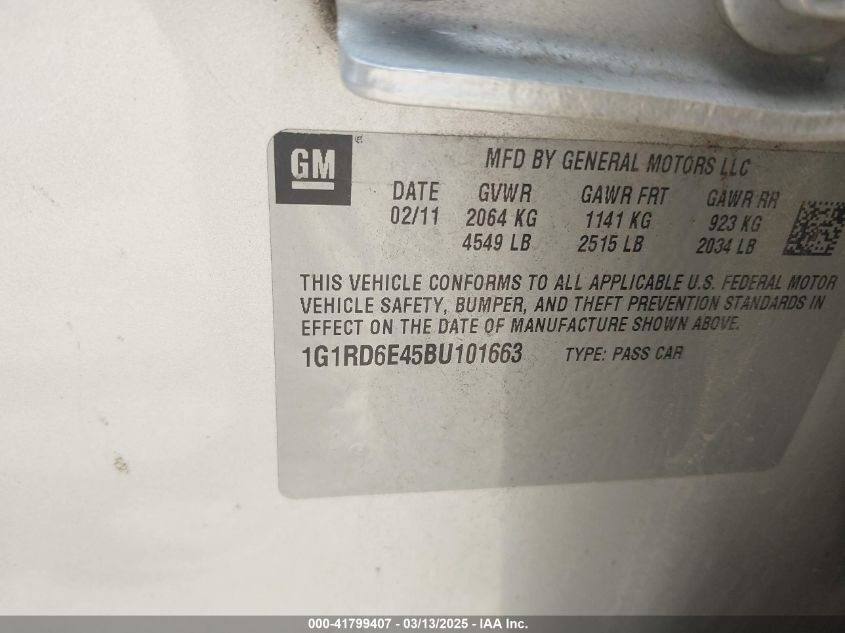 GM
MFD BY GENERAL MOTORS LLC
DATE GVWR GAWR FRT GAWR RR
02/11 2064 KG 1141 KG 923 KG
4549 LB 2515 LB 2034 LB
THIS VEHICLE CONFORMS TO ALL APPLICABLE U.S. FEDERAL MOTOR
VEHICLE SAFETY, BUMPER, AND THEFT PREVENTION STANDARDS IN
EFFECT ON THE DATE OF MANUFACTURE SHOWN ABOVE.
1G1RD6E45BU101663 TYPE: PASS CAR
000-41799407 - 03/13/2025 - IAA Inc.